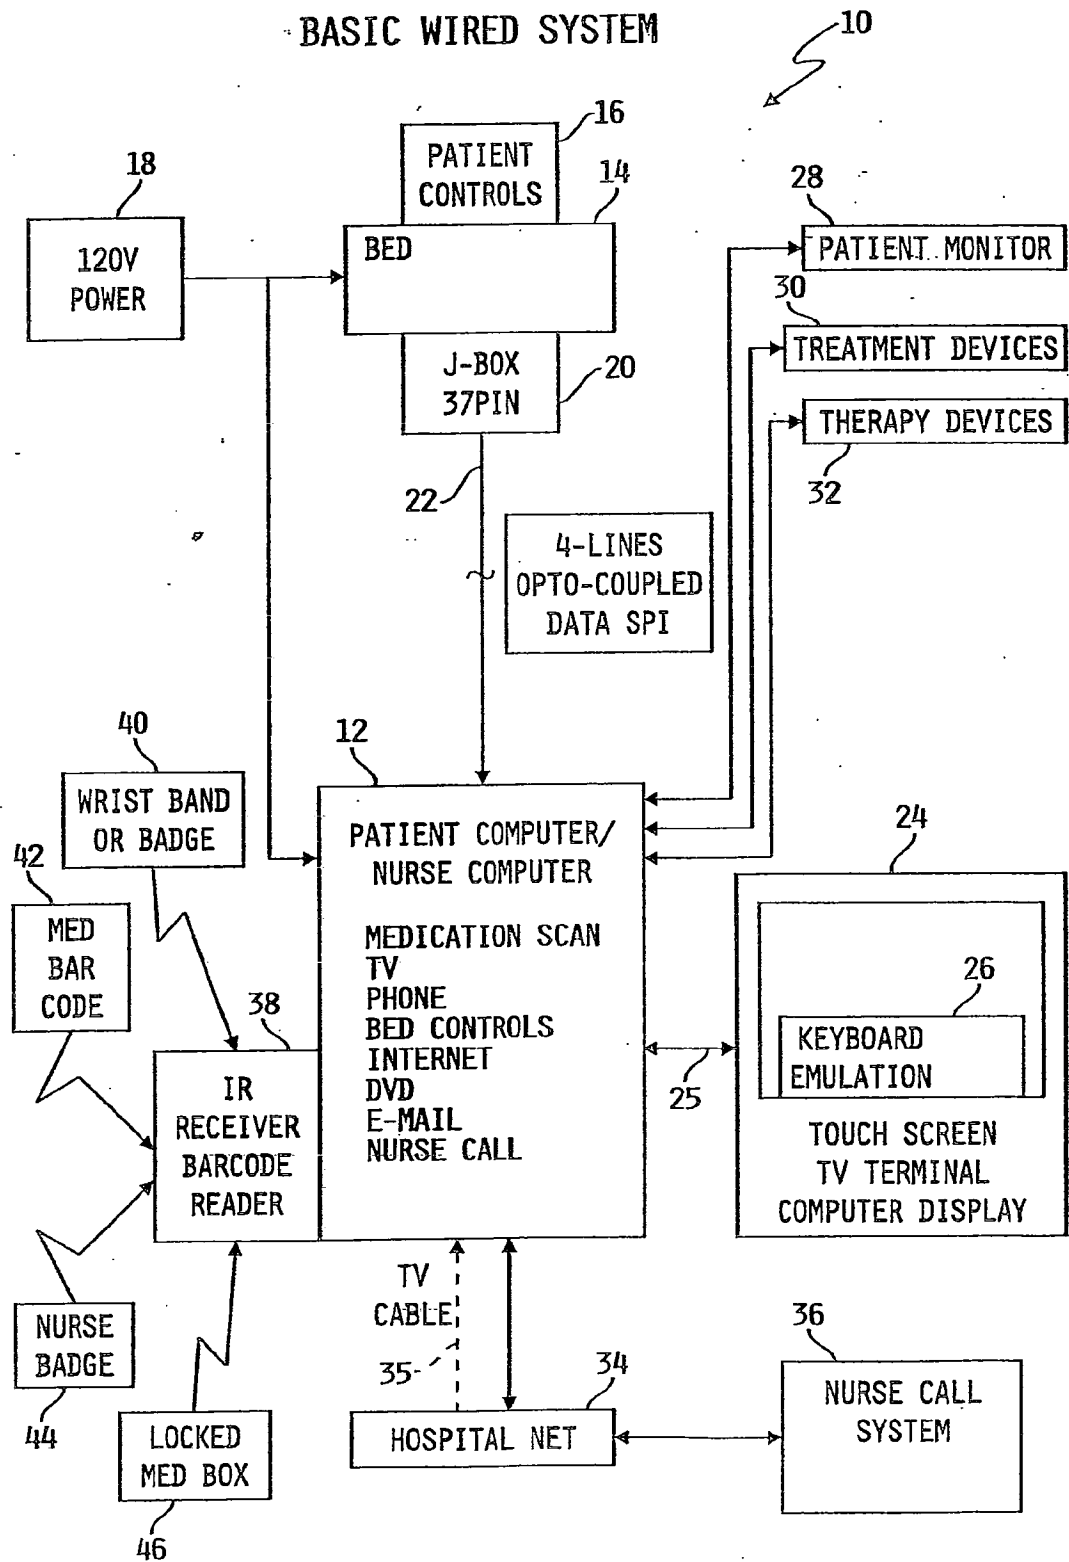 BASIC WIRED SYSTEM
10
16
PATIENT
CONTROLS
14
BED
18
120V
POWER
28
PATIENT MONITOR
30
TREATMENT DEVICES
J-BOX
37PIN
20
THERAPY DEVICES
32
22
4-LINES
OPTO-COUPLED
DATA SPI
40
WRIST BAND
OR BADGE
12
PATIENT COMPUTER/
NURSE COMPUTER
MEDICATION SCAN
TV
PHONE
BED CONTROLS
INTERNET
DVD
E-MAIL
NURSE CALL
42
MED
BAR
CODE
24
26
KEYBOARD
EMULATION
25
TOUCH SCREEN
TV TERMINAL
COMPUTER DISPLAY
38
IR
RECEIVER
BARCODE
READER
NURSE
BADGE
44
TV
CABLE
35
34
HOSPITAL NET
36
NURSE CALL
SYSTEM
LOCKED
MED BOX
46